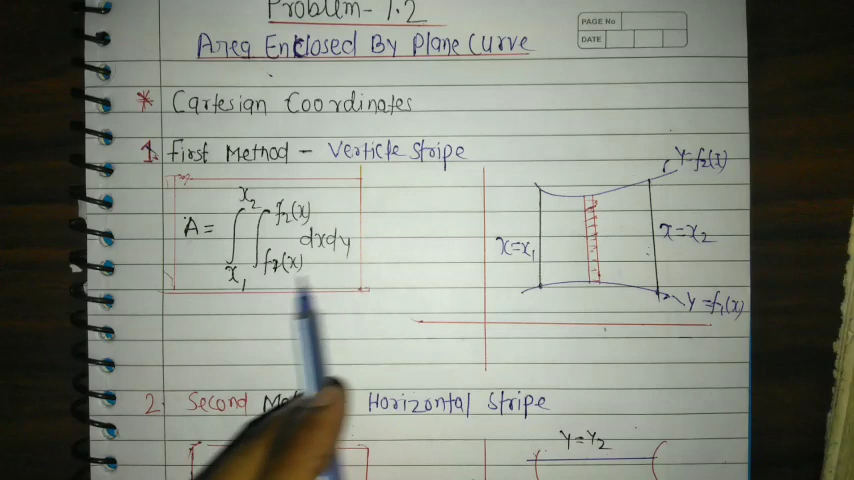 Problem-1.2
PAGE No
DATE
Area Enclosed By Plane Curve
* Cartesian Coordinates
1. First Method - Verticle Stripe
A = ∫x₁^x₂ ∫f₁(x)^f₂(x) dxdy
Y=f₂(x)
x=x₁
x=x₂
Y=f₁(x)
2. Second Horizontal Stripe
Y=Y₂